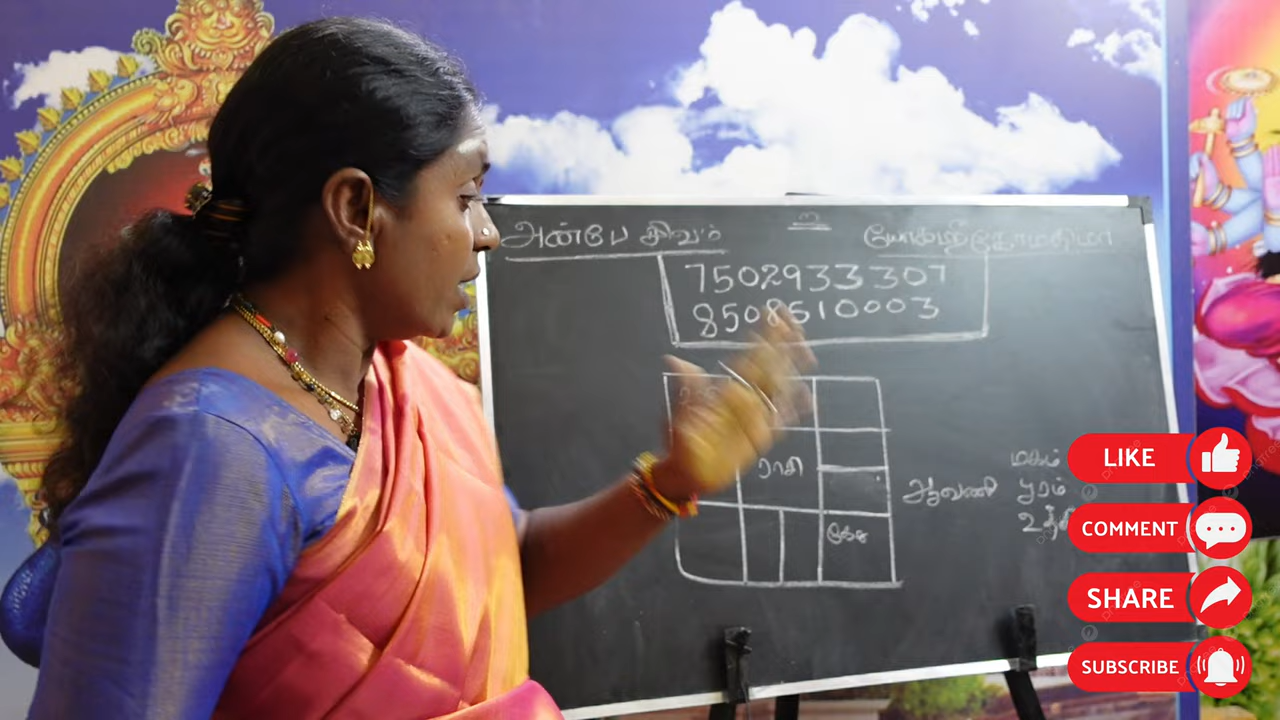 உ
அன்பே சிவம்
7502933307
8508510003
ராசி
ஆவணி
மகம்
பூரம்
குரு
LIKE
COMMENT
SHARE
SUBSCRIBE